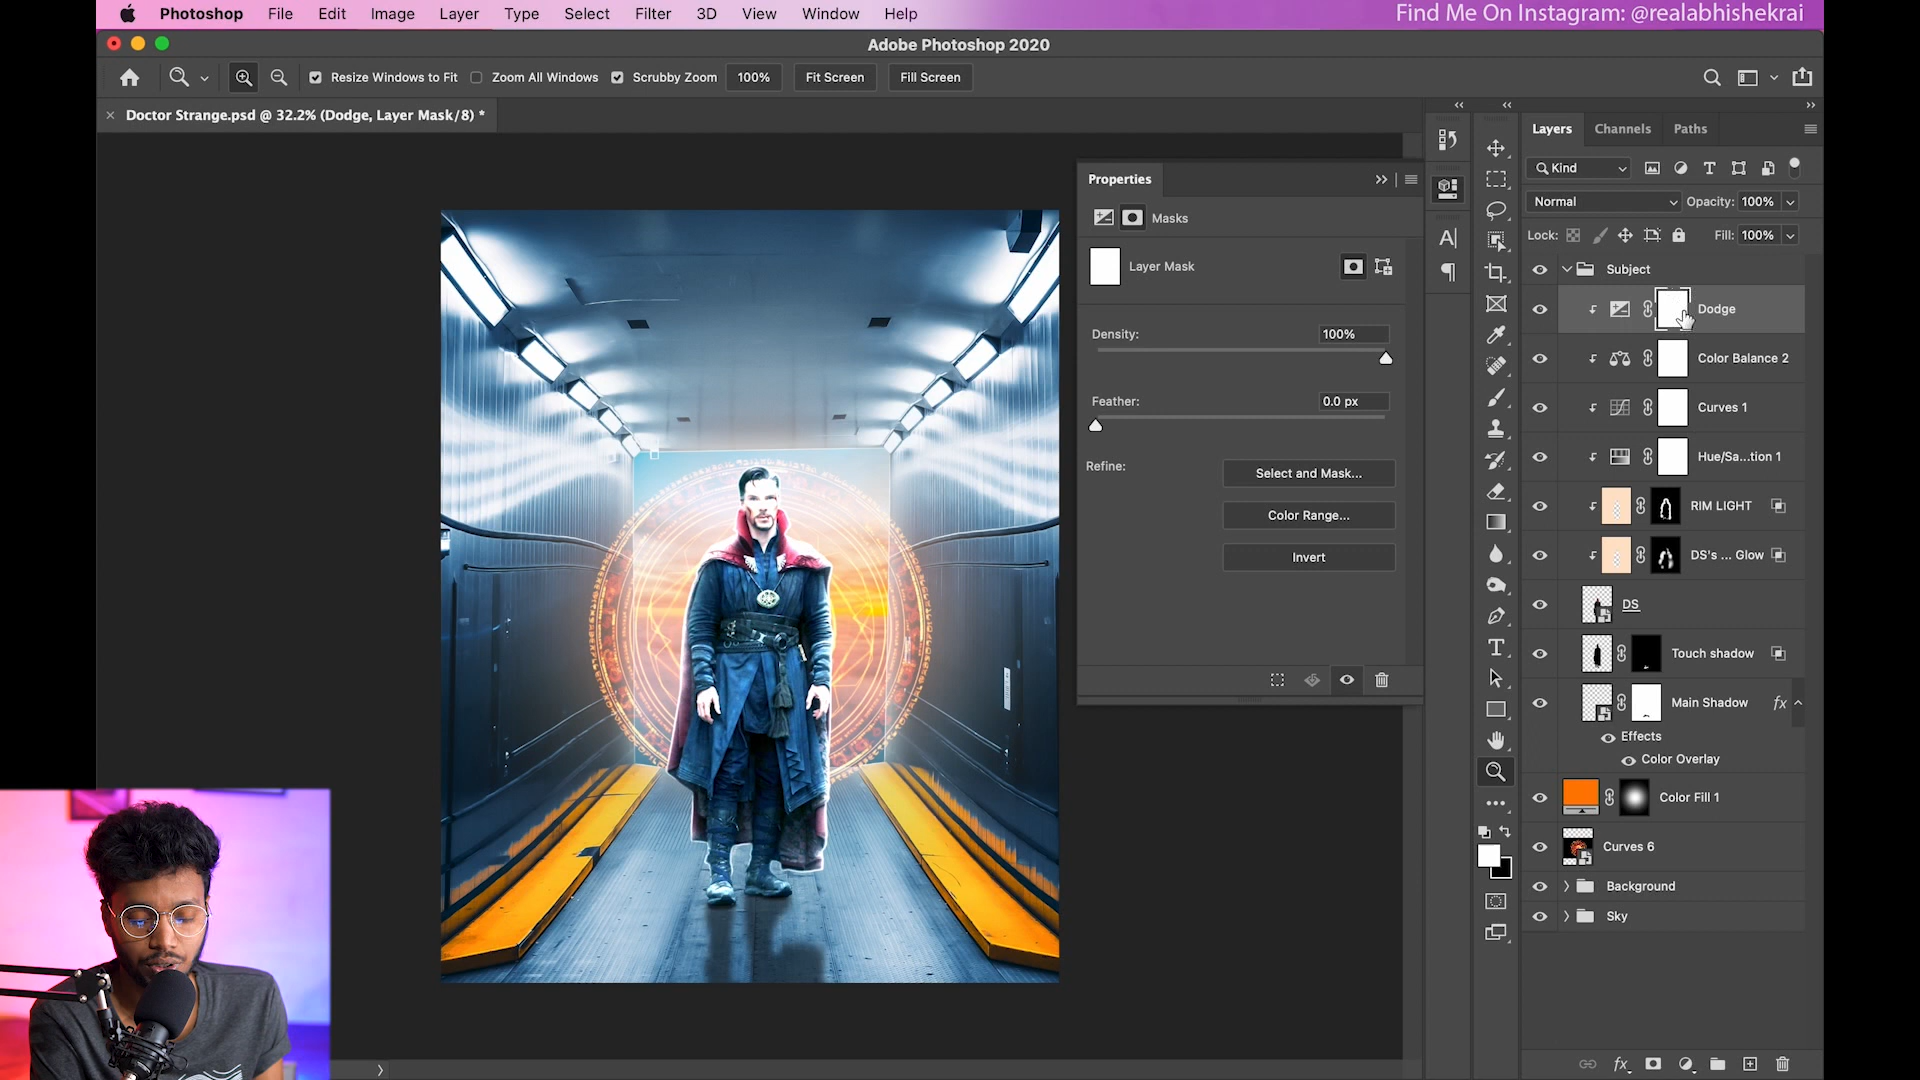 Photoshop File Edit Image Layer Type Select Filter 3D View Window Help
Find Me On Instagram: @realabhishekrai
Adobe Photoshop 2020
Resize Windows to Fit Zoom All Windows Scrubby Zoom 100% Fit Screen Fill Screen
Doctor Strange.psd @ 32.2% (Dodge, Layer Mask/8) *
Layers Channels Paths
Kind
Normal Opacity: 100%
Lock: Fill: 100%
Properties
Masks
Layer Mask
Density: 100%
Feather: 0.0 px
Refine: Select and Mask...
Color Range...
Invert
Subject
Dodge
Color Balance 2
Curves 1
Hue/Sa...tion 1
RIM LIGHT
DS's ... Glow
DS
Touch shadow
Main Shadow fx
Effects
Color Overlay
Color Fill 1
Curves 6
Background
Sky
fx